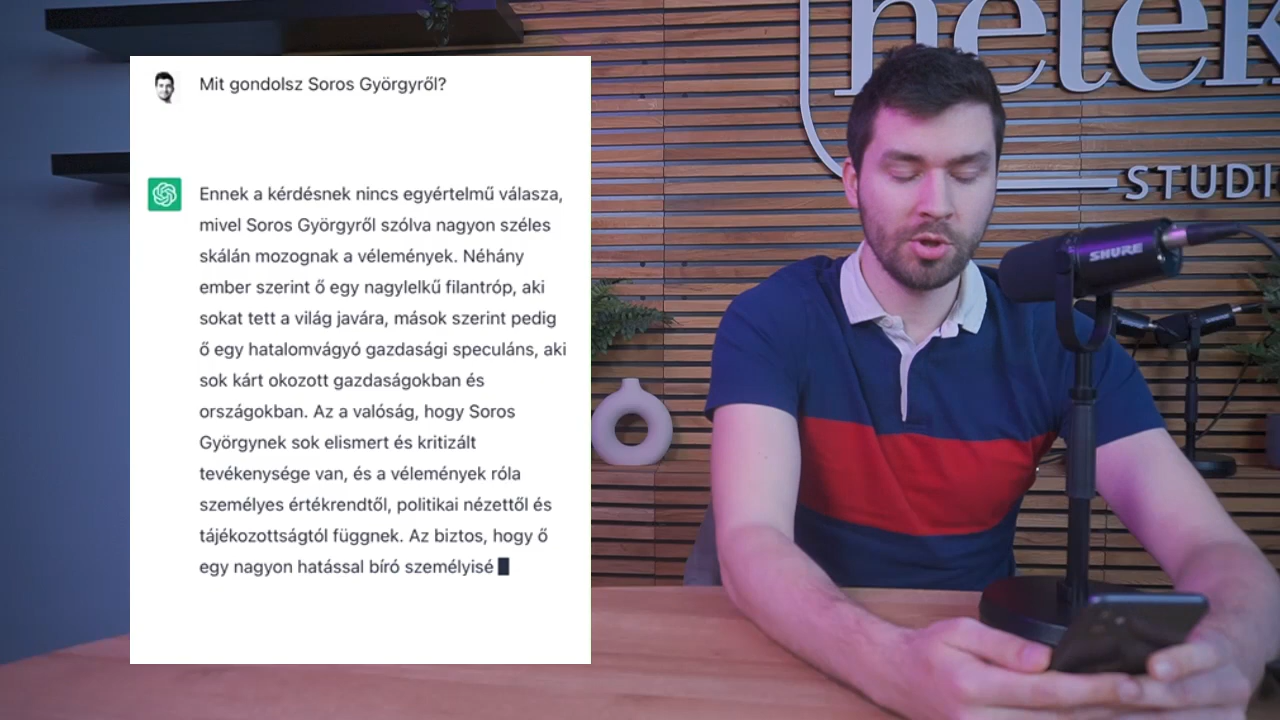 Mit gondolsz Soros Györgyről?
Ennek a kérdésnek nincs egyértelmű válasza,
mivel Soros Györgyről szólva nagyon széles
skálán mozognak a vélemények. Néhány
ember szerint ő egy nagylelkű filantróp, aki
sokat tett a világ javára, mások szerint pedig
ő egy hatalomvágyó gazdasági speculáns, aki
sok kárt okozott gazdaságokban és
országokban. Az a valóság, hogy Soros
Györgynek sok elismert és kritizált
tevékenysége van, és a vélemények róla
személyes értékrendtől, politikai nézettől és
tájékozottságtól függnek. Az biztos, hogy ő
egy nagyon hatással bíró személyisé
hetek
STUDI
SHURE